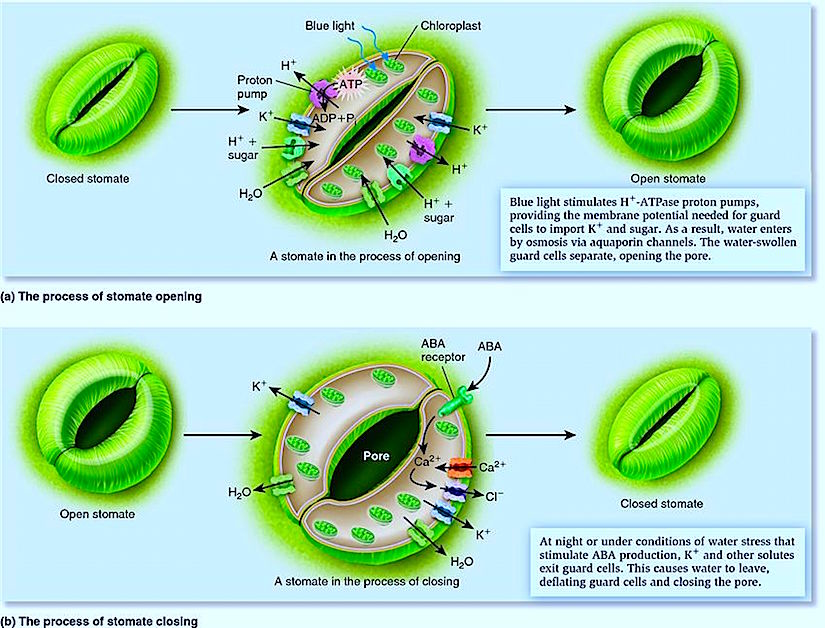 Blue light
Chloroplast
H⁺
Proton
pump
ATP
ADP+Pᵢ
K⁺
H⁺ +
sugar
H₂O
K⁺
H⁺
H⁺ +
sugar
H₂O
Closed stomate
Open stomate
A stomate in the process of opening
Blue light stimulates H⁺-ATPase proton pumps,
providing the membrane potential needed for guard
cells to import K⁺ and sugar. As a result, water enters
by osmosis via aquaporin channels. The water-swollen
guard cells separate, opening the pore.
(a) The process of stomate opening
ABA
receptor
ABA
K⁺
Pore
Ca²⁺
Ca²⁺
Cl⁻
H₂O
K⁺
H₂O
Open stomate
Closed stomate
A stomate in the process of closing
At night or under conditions of water stress that
stimulate ABA production, K⁺ and other solutes
exit guard cells. This causes water to leave,
deflating guard cells and closing the pore.
(b) The process of stomate closing